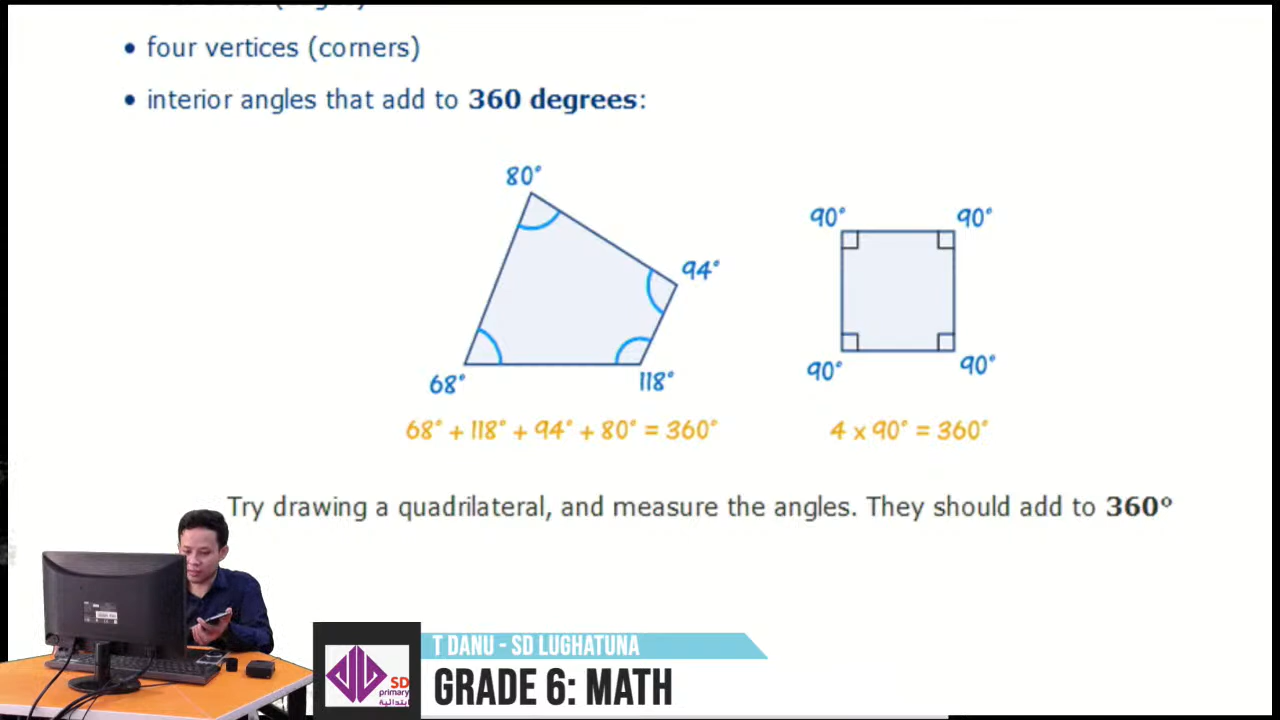 • four vertices (corners)
• interior angles that add to 360 degrees:
80°
94°
68°
118°
68° + 118° + 94° + 80° = 360°
90°
90°
90°
90°
4 x 90° = 360°
Try drawing a quadrilateral, and measure the angles. They should add to 360º
SD
primary
ابتدائية
T DANU - SD LUGHATUNA
GRADE 6: MATH